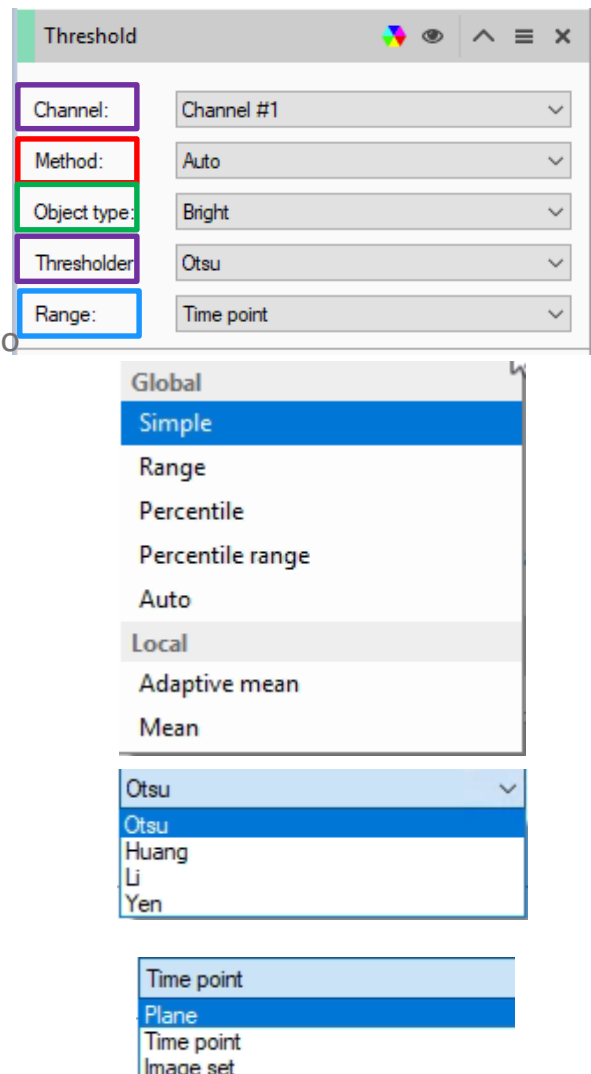 Threshold
Channel: Channel #1
Method: Auto
Object type: Bright
Thresholder Otsu
Range: Time point
o
Global
Simple
Range
Percentile
Percentile range
Auto
Local
Adaptive mean
Mean
Otsu
Otsu
Huang
Li
Yen
Time point
Plane
Time point
Image set